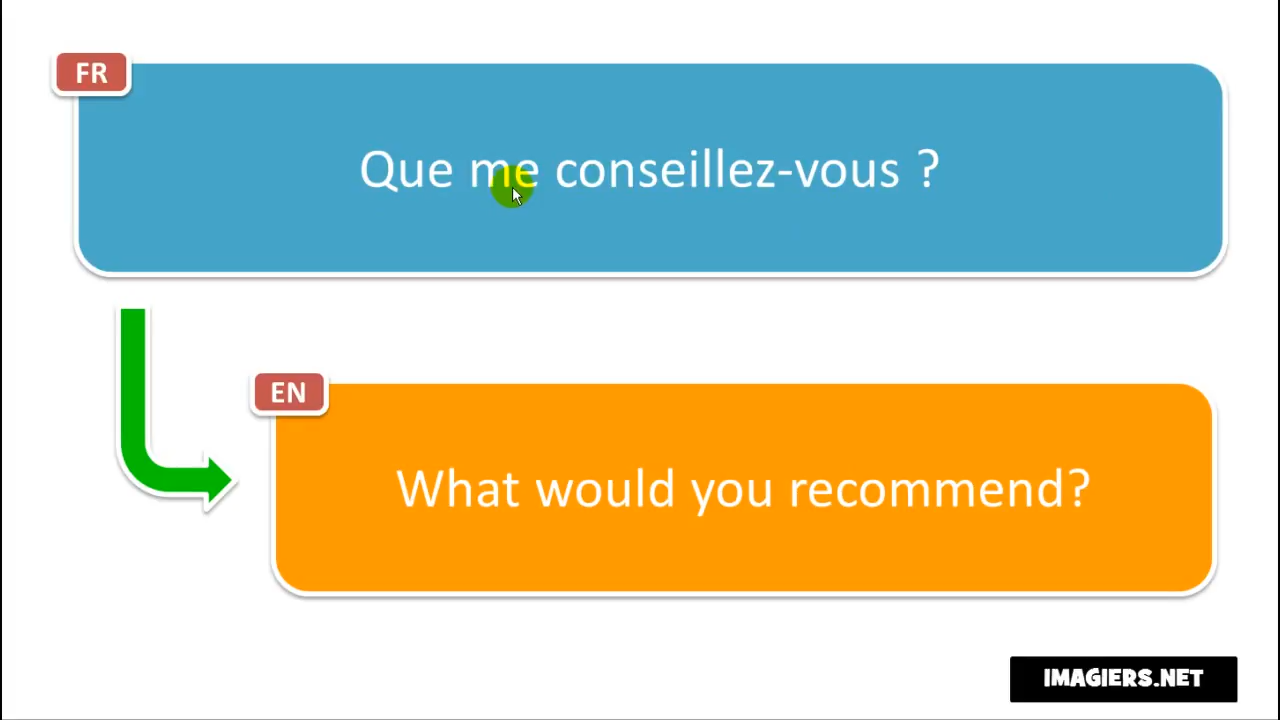 FR
Que me conseillez-vous ?
EN
What would you recommend?
IMAGIERS.NET